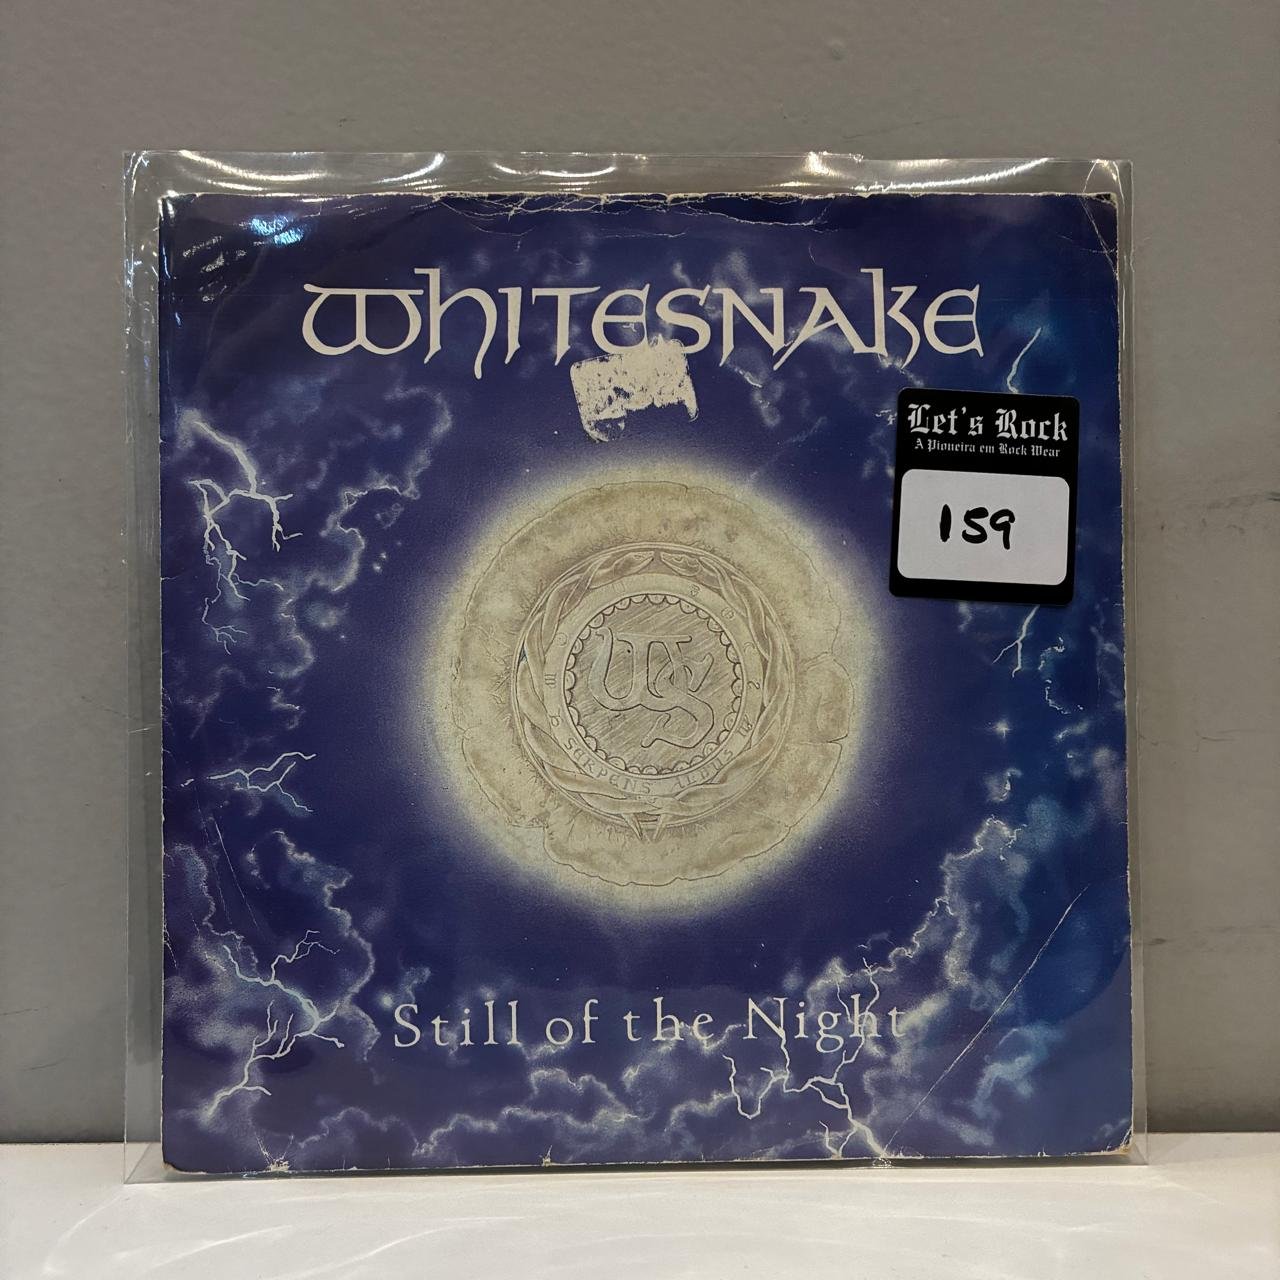 WHITESNAKE
Let's Rock
A Pioneira em Rock Wear
159
SERPENS ALBUS
Still of the Night